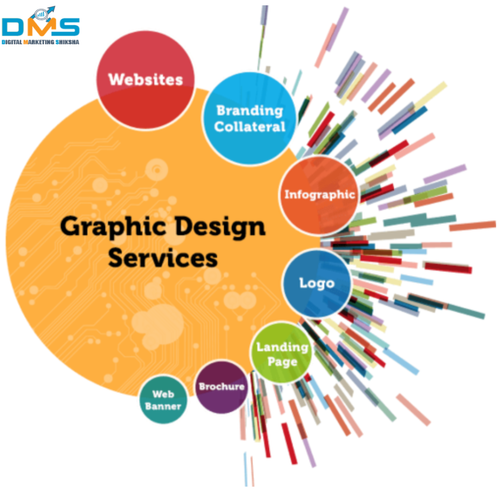 DMS
DIGITAL MARKETING SHIKSHA
Websites
Branding
Collateral
Infographic
Graphic Design
Services
Logo
Landing
Page
Brochure
Web
Banner